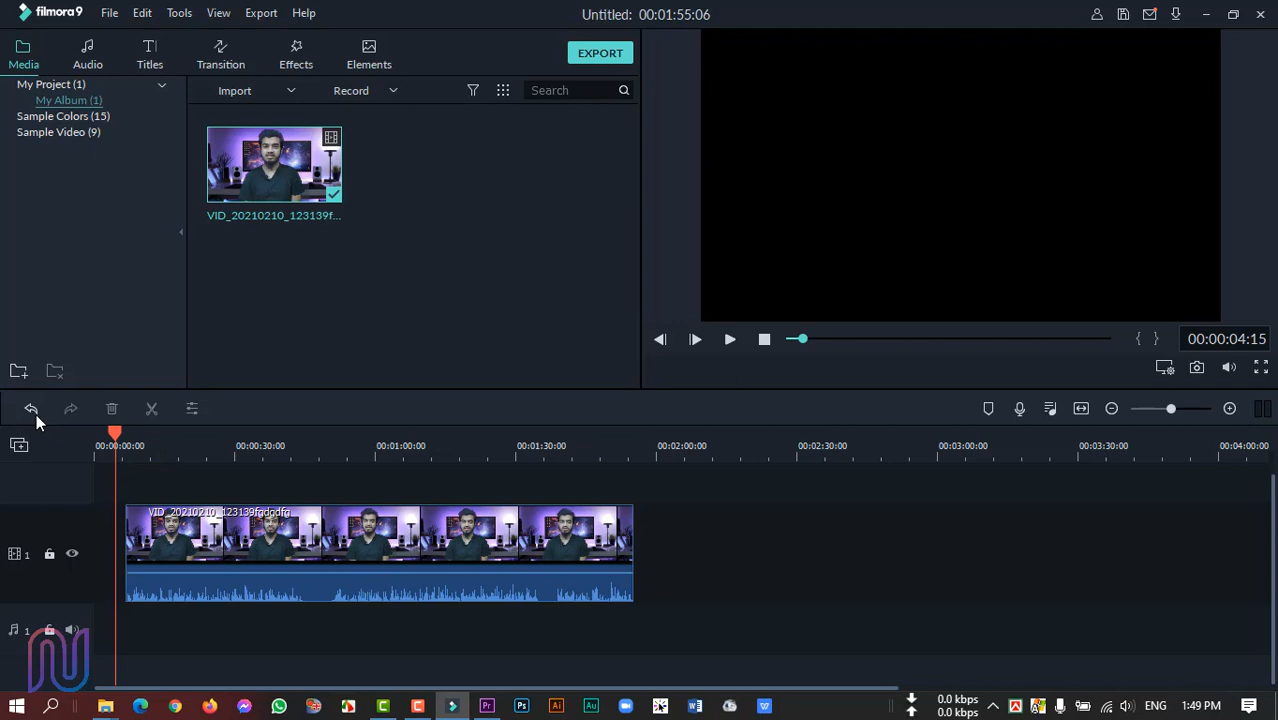 filmora9 File Edit Tools View Export Help Untitled: 00:01:55:06
Media Audio Titles Transition Effects Elements EXPORT
My Project (1)
My Album (1)
Sample Colors (15)
Sample Video (9)
Import Record Search
VID_20210210_123139f...
00:00:04:15
00:00:00:00 00:00:30:00 00:01:00:00 00:01:30:00 00:02:00:00 00:02:30:00 00:03:00:00 00:03:30:00 00:04:00:00
1
1
0.0 kbps
0.0 kbps
ENG 1:49 PM